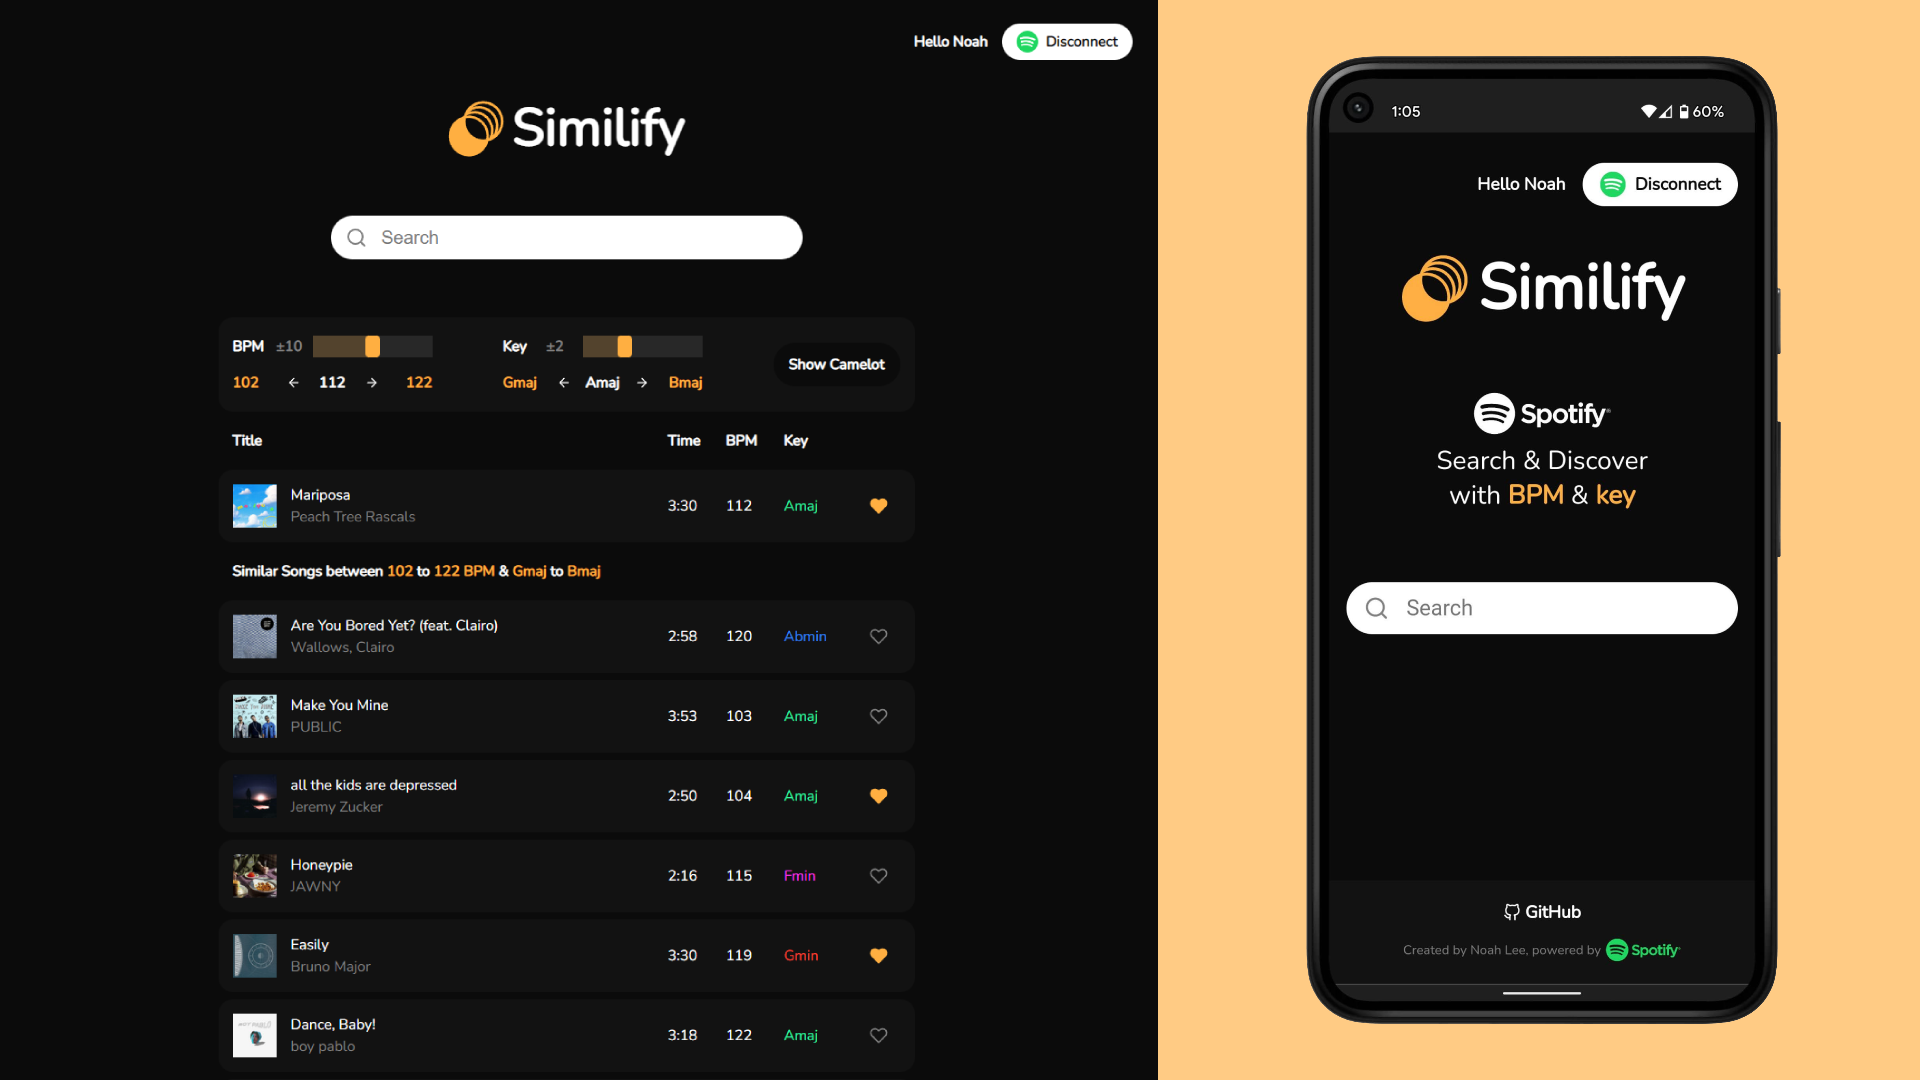 Hello Noah
Disconnect
Similify
Search
BPM ±10
Key ±2
102 ← 112 → 122
Gmaj ← Amaj → Bmaj
Show Camelot
Title Time BPM Key
Mariposa
Peach Tree Rascals
3:30 112 Amaj
Similar Songs between 102 to 122 BPM & Gmaj to Bmaj
Are You Bored Yet? (feat. Clairo)
Wallows, Clairo
2:58 120 Abmin
Make You Mine
PUBLIC
3:53 103 Amaj
all the kids are depressed
Jeremy Zucker
2:50 104 Amaj
Honeypie
JAWNY
2:16 115 Fmin
Easily
Bruno Major
3:30 119 Gmin
Dance, Baby!
boy pablo
3:18 122 Amaj
1:05 60%
Hello Noah
Disconnect
Similify
Spotify
Search & Discover
with BPM & key
Search
GitHub
Created by Noah Lee, powered by Spotify